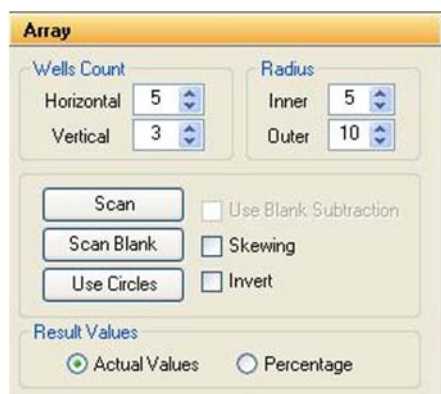 Array
Wells Count
Radius
Horizontal 5
Inner 5
Vertical 3
Outer 10
Scan
Use Blank Subtraction
Scan Blank
Skewing
Use Circles
Invert
Result Values
Actual Values
Percentage